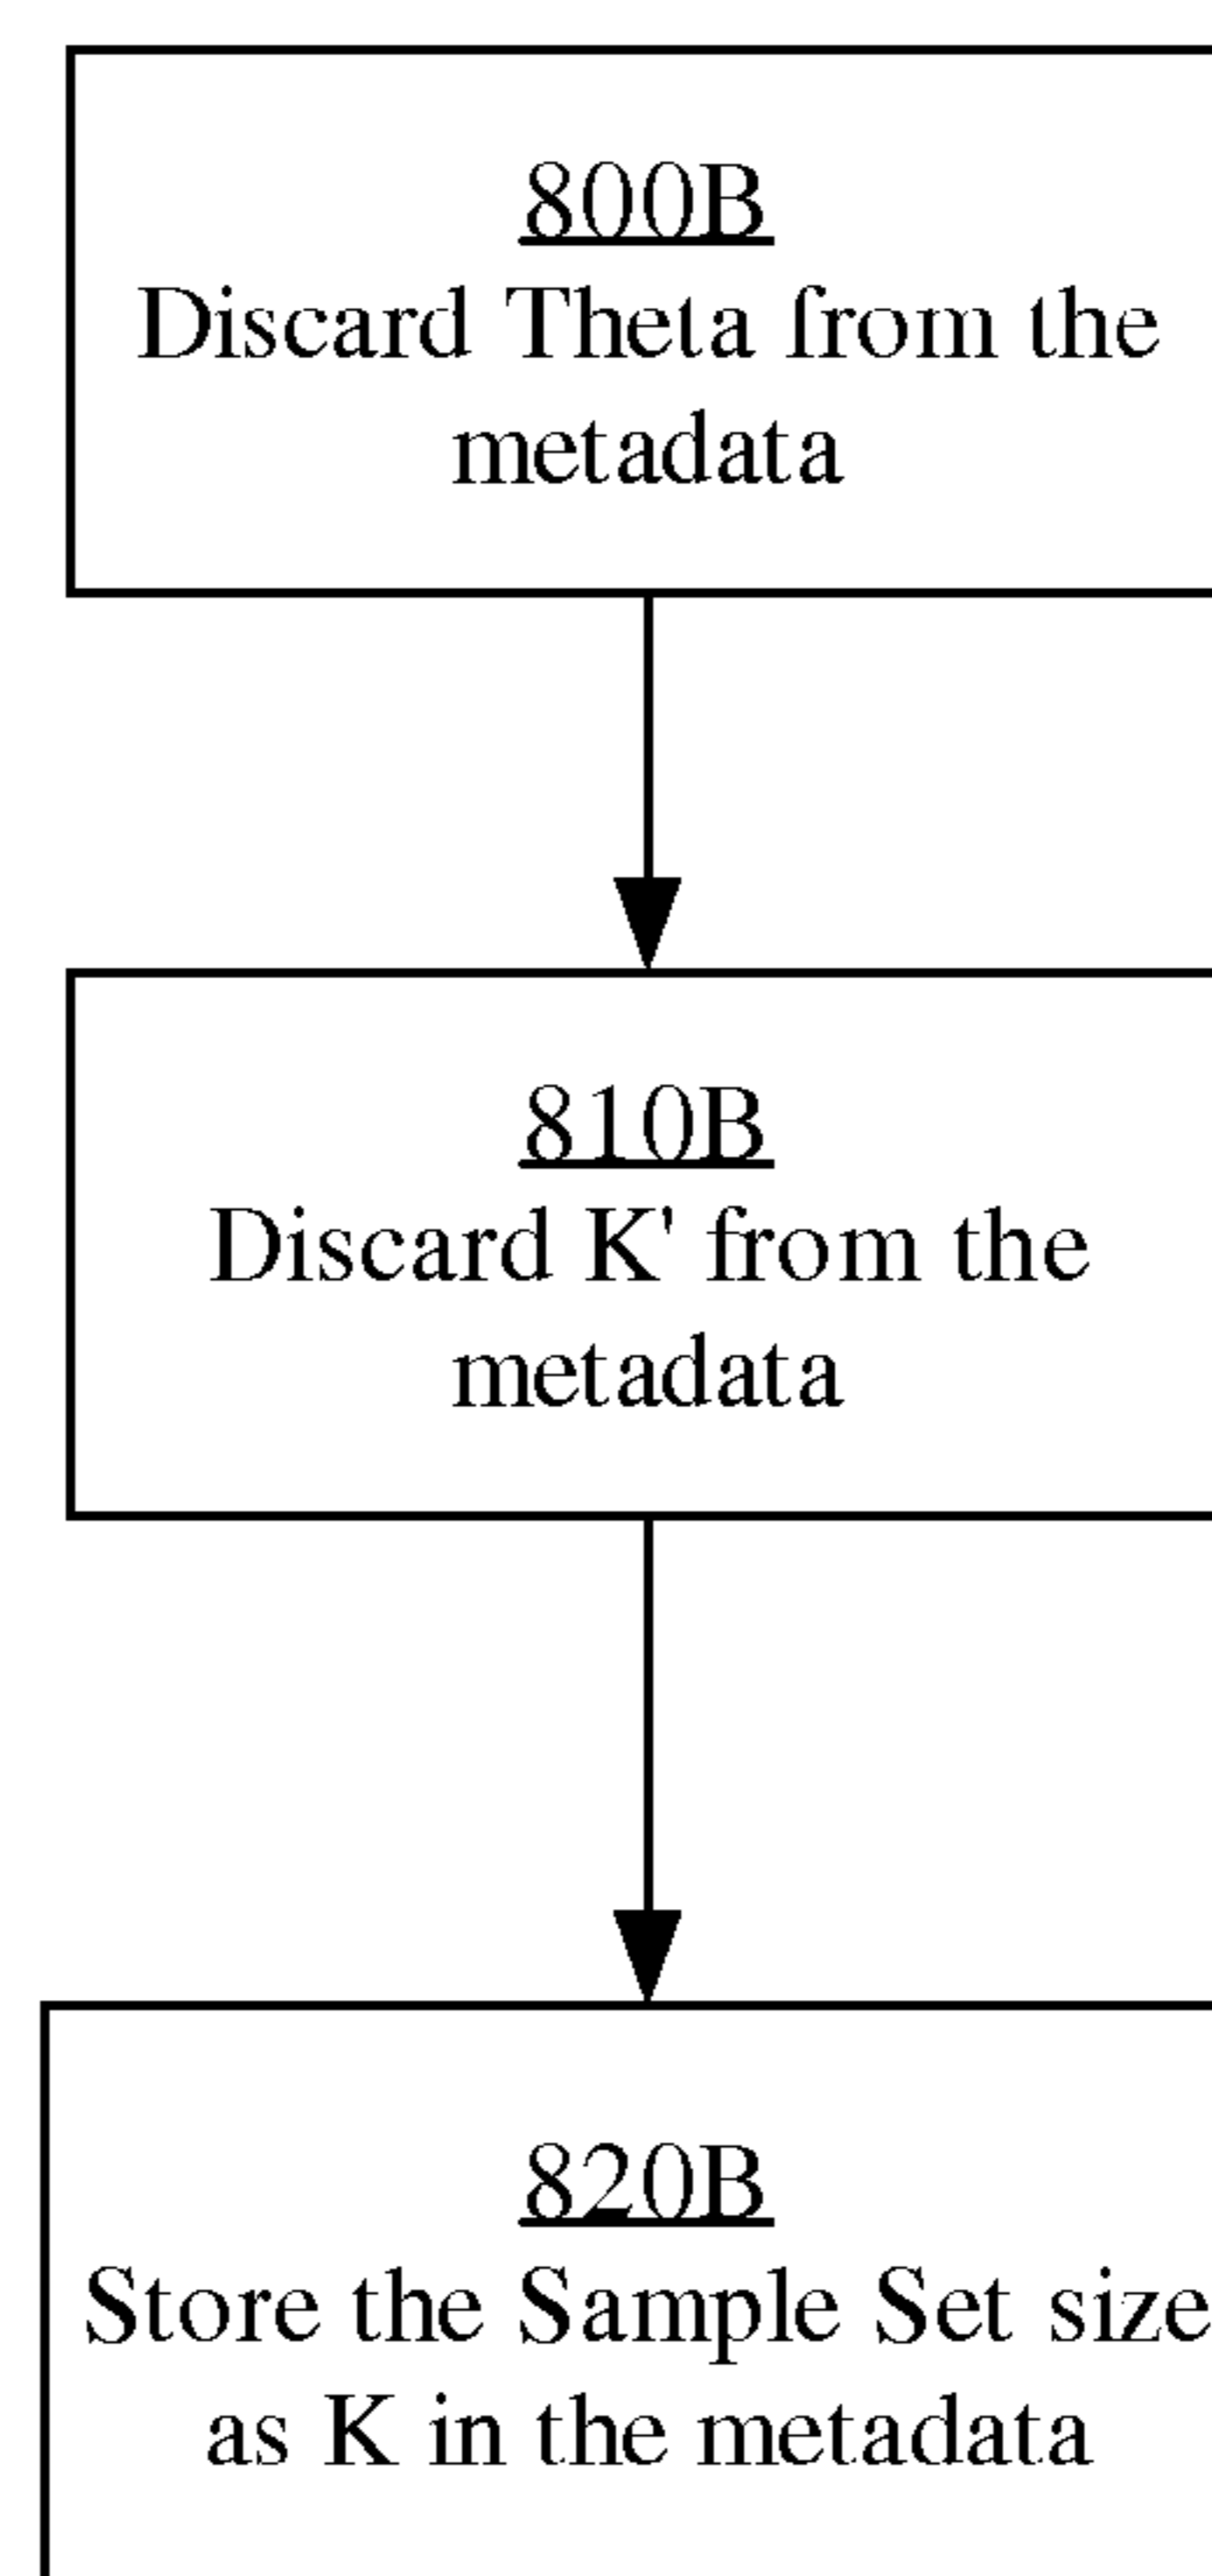 800B
Discard Theta from the
metadata
810B
Discard K' from the
metadata
820B
Store the Sample Set size
as K in the metadata